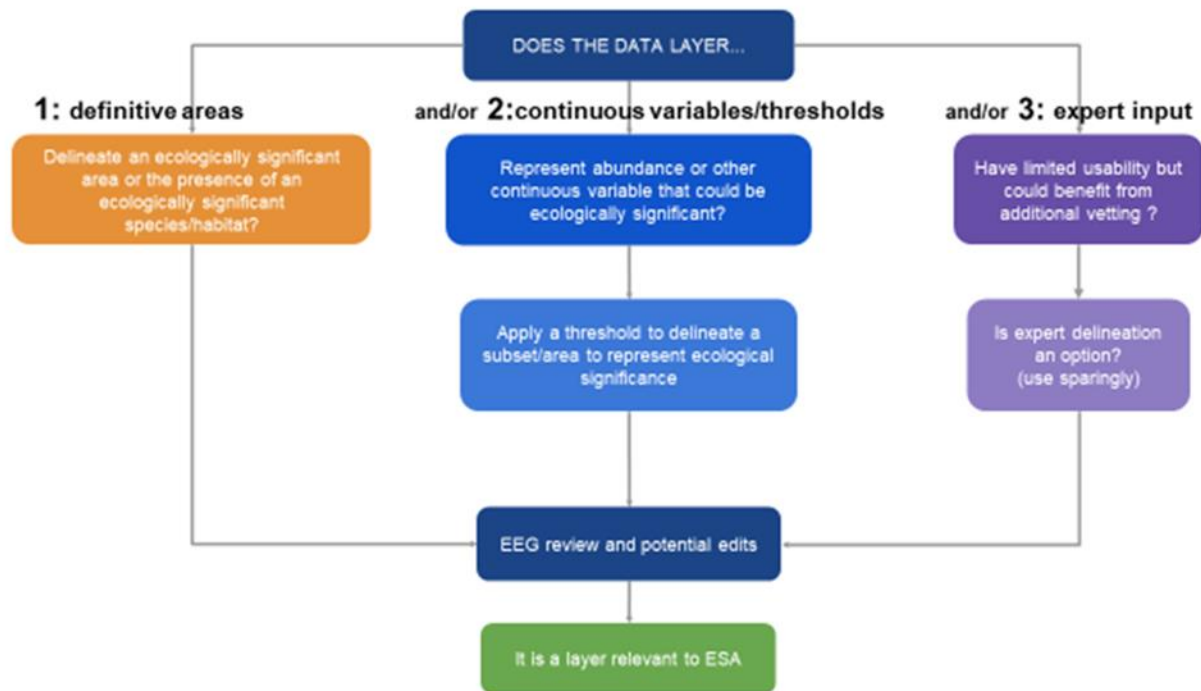 DOES THE DATA LAYER...
1: definitive areas
and/or 2:continuous variables/thresholds
and/or 3: expert input
Delineate an ecologically significant
area or the presence of an
ecologically significant
species/habitat?
Represent abundance or other
continuous variable that could be
ecologically significant?
Have limited usability but
could benefit from
additional vetting ?
Apply a threshold to delineate a
subset/area to represent ecological
significance
Is expert delineation
an option?
(use sparingly)
EEG review and potential edits
It is a layer relevant to ESA